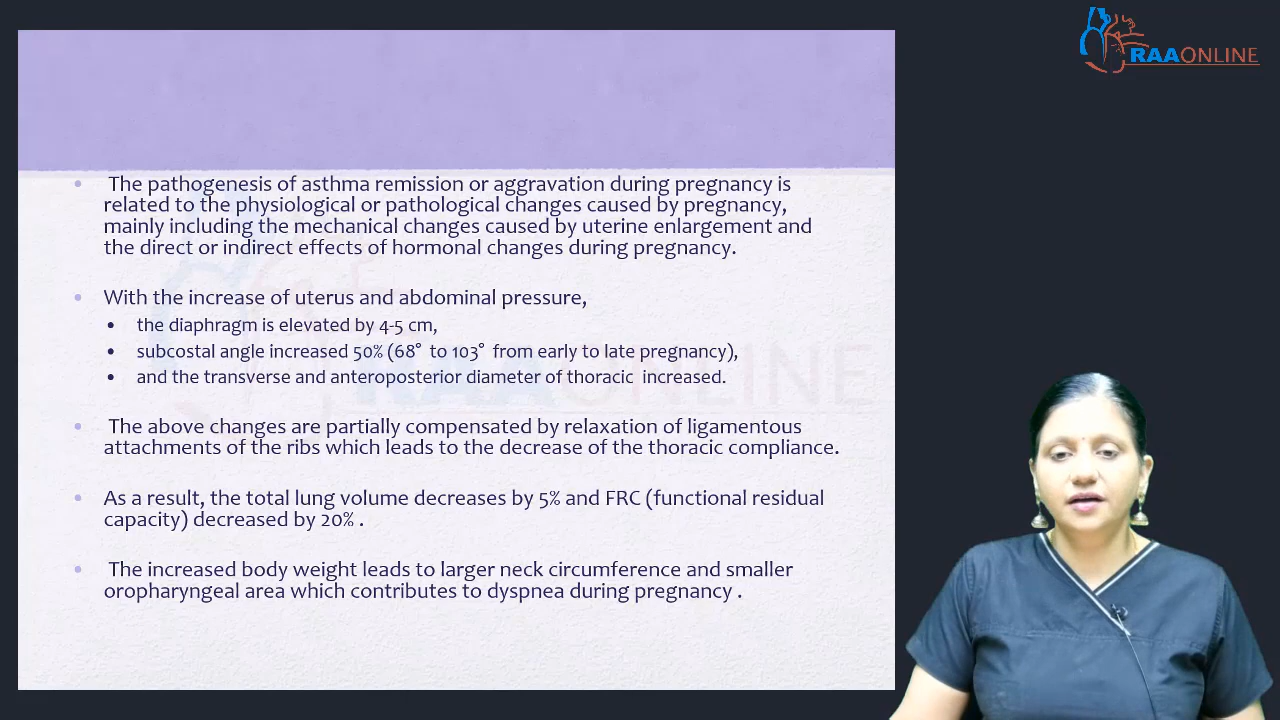 RAAONLINE
• The pathogenesis of asthma remission or aggravation during pregnancy is
related to the physiological or pathological changes caused by pregnancy,
mainly including the mechanical changes caused by uterine enlargement and
the direct or indirect effects of hormonal changes during pregnancy.
• With the increase of uterus and abdominal pressure,
• the diaphragm is elevated by 4-5 cm,
• subcostal angle increased 50% (68° to 103° from early to late pregnancy),
• and the transverse and anteroposterior diameter of thoracic increased.
• The above changes are partially compensated by relaxation of ligamentous
attachments of the ribs which leads to the decrease of the thoracic compliance.
• As a result, the total lung volume decreases by 5% and FRC (functional residual
capacity) decreased by 20% .
• The increased body weight leads to larger neck circumference and smaller
oropharyngeal area which contributes to dyspnea during pregnancy .